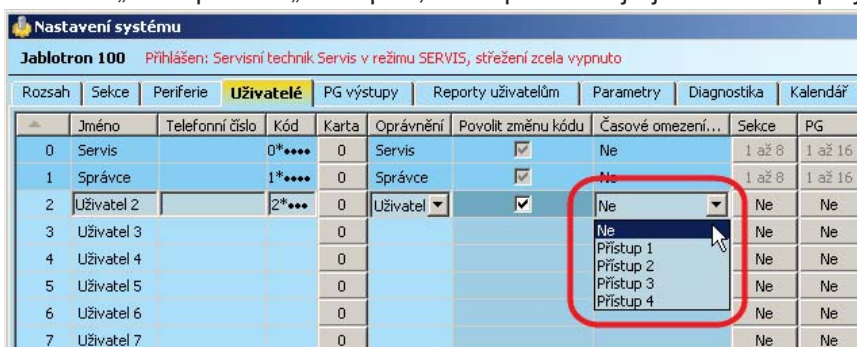 Nastavení systému
Jablotron 100 Přihlášen: Servisní technik Servis v režimu SERVIS, střežení zcela vypnuto
Rozsah Sekce Periferie Uživatelé PG výstupy Reporty uživatelům Parametry Diagnostika Kalendář
Jméno Telefonní číslo Kód Karta Oprávnění Povolit změnu kódu Časové omezení... Sekce PG
0 Servis 0*•••• 0 Servis Ne 1 až 8 1 až 16
1 Správce 1*•••• 0 Správce Ne 1 až 8 1 až 16
2 Uživatel 2 2*••• 0 Uživatel Ne Ne Ne
3 Uživatel 3 0 Ne Ne Ne
4 Uživatel 4 0 Přístup 1 Ne Ne
Přístup 2
5 Uživatel 5 0 Přístup 3 Ne Ne
6 Uživatel 6 0 Přístup 4 Ne Ne
7 Uživatel 7 0 Ne Ne